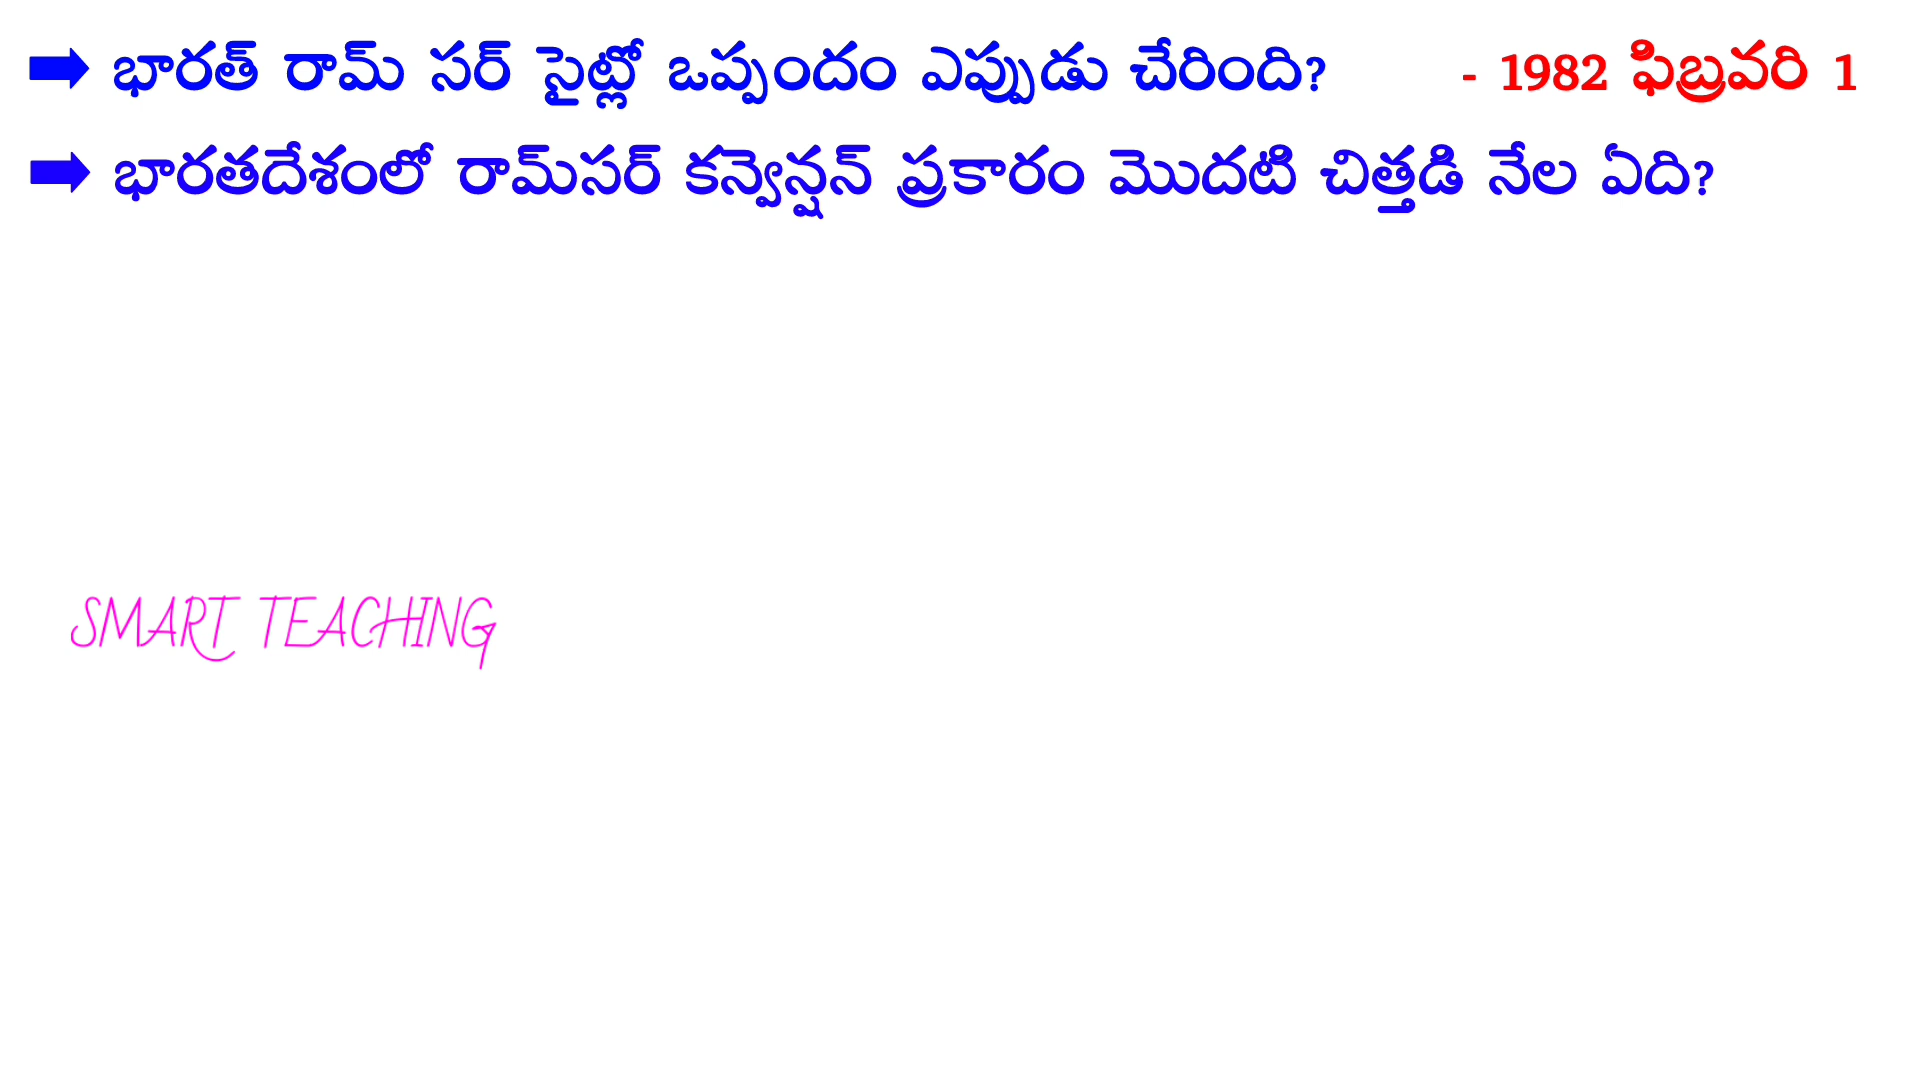 ➡ భారత్ రామ్ సర్ సైట్లో ఒప్పందం ఎప్పుడు చేరింది? - 1982 ఫిబ్రవరి 1
➡ భారతదేశంలో రామ్‌సర్ కన్వెన్షన్ ప్రకారం మొదటి చిత్తడి నేల ఏది?
SMART TEACHING